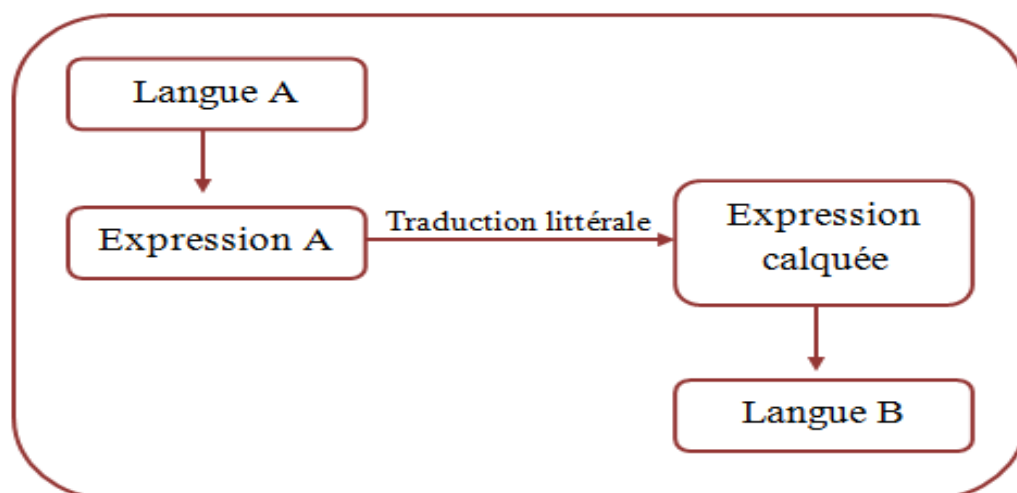 Langue A
Expression A
Traduction littérale
Expression
calquée
Langue B